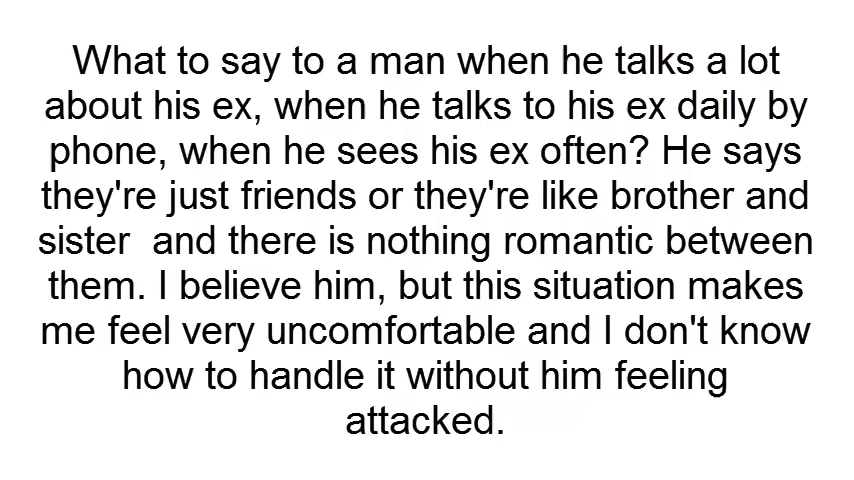 What to say to a man when he talks a lot
about his ex, when he talks to his ex daily by
phone, when he sees his ex often? He says
they're just friends or they're like brother and
sister  and there is nothing romantic between
them. I believe him, but this situation makes
me feel very uncomfortable and I don't know
how to handle it without him feeling
attacked.